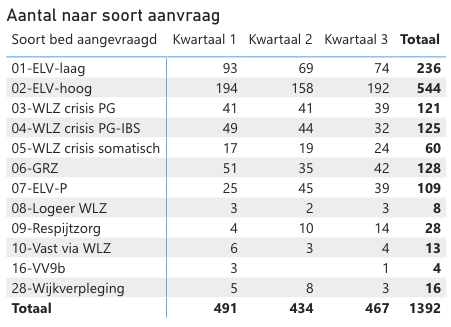 Aantal naar soort aanvraag
Soort bed aangevraagd Kwartaal 1 Kwartaal 2 Kwartaal 3 Totaal
01-ELV-laag 93 69 74 236
02-ELV-hoog 194 158 192 544
03-WLZ crisis PG 41 41 39 121
04-WLZ crisis PG-IBS 49 44 32 125
05-WLZ crisis somatisch 17 19 24 60
06-GRZ 51 35 42 128
07-ELV-P 25 45 39 109
08-Logeer WLZ 3 2 3 8
09-Respijtzorg 4 10 14 28
10-Vast via WLZ 6 3 4 13
16-VV9b 3 1 4
28-Wijkverpleging 5 8 3 16
Totaal 491 434 467 1392